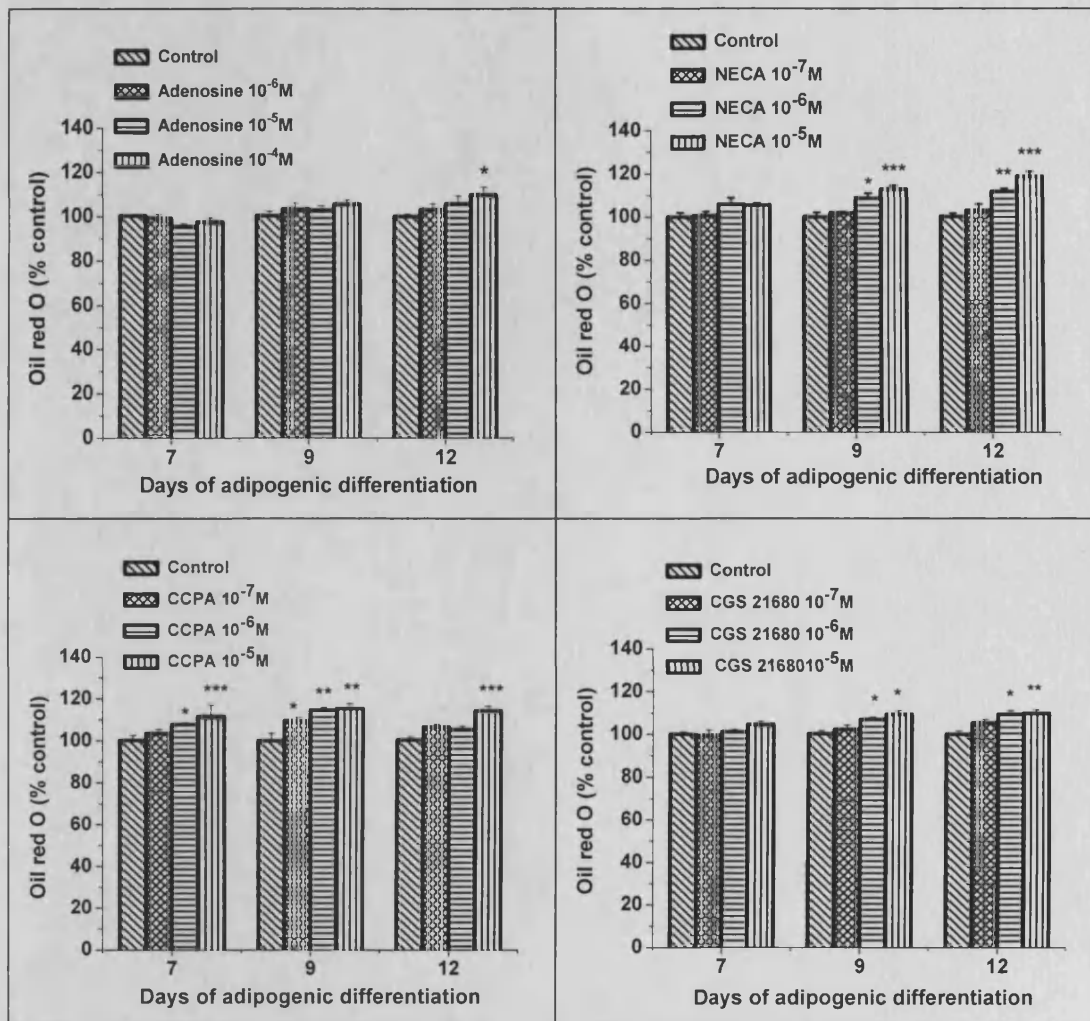 Control
Adenosine 10⁻⁶M
Adenosine 10⁻⁵M
Adenosine 10⁻⁴M
Oil red O (% control)
140
120
100
80
60
40
20
0
*
7 9 12
Days of adipogenic differentiation
Control
NECA 10⁻⁷M
NECA 10⁻⁶M
NECA 10⁻⁵M
Oil red O (% control)
140
120
100
80
60
40
20
0
* *** ** ***
7 9 12
Days of adipogenic differentiation
Control
CCPA 10⁻⁷M
CCPA 10⁻⁶M
CCPA 10⁻⁵M
Oil red O (% control)
140
120
100
80
60
40
20
0
* *** * ** ** ***
7 9 12
Days of adipogenic differentiation
Control
CGS 21680 10⁻⁷M
CGS 21680 10⁻⁶M
CGS 2168010⁻⁵M
Oil red O (% control)
140
120
100
80
60
40
20
0
* * * **
7 9 12
Days of adipogenic differentiation